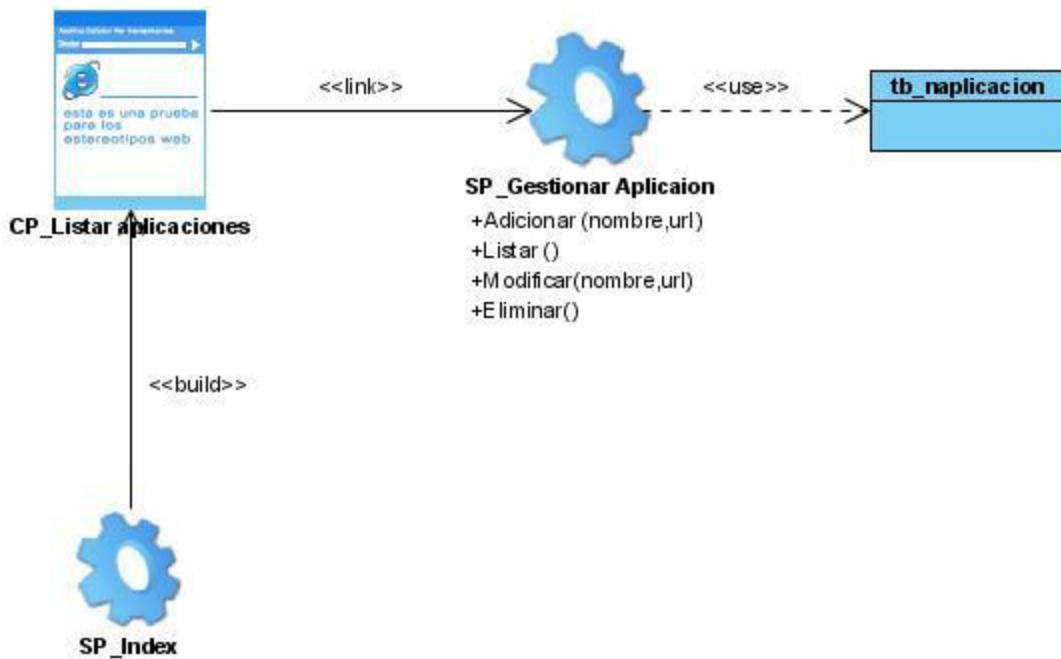 esta es una prueba
para los
estereotipos web
<<link>>
<<use>>
tb_naplicacion
CP_Listar aplicaciones
SP_Gestionar Aplicaion
+Adicionar (nombre,url)
+Listar ()
+Modificar(nombre,url)
+Eliminar()
<<build>>
SP_Index